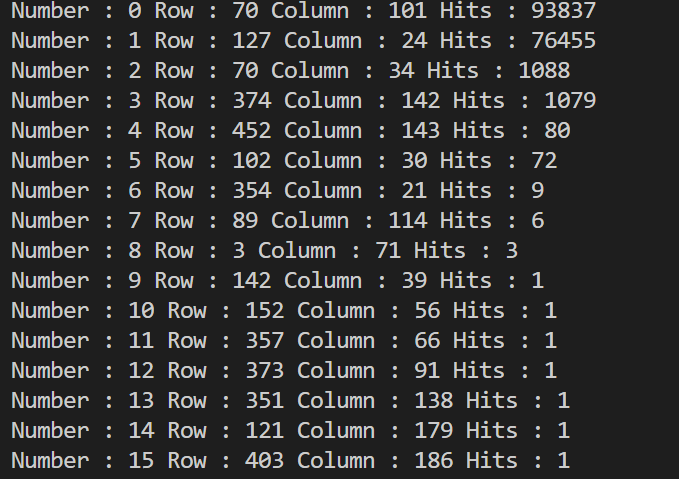 Number : 0 Row : 70 Column : 101 Hits : 93837
Number : 1 Row : 127 Column : 24 Hits : 76455
Number : 2 Row : 70 Column : 34 Hits : 1088
Number : 3 Row : 374 Column : 142 Hits : 1079
Number : 4 Row : 452 Column : 143 Hits : 80
Number : 5 Row : 102 Column : 30 Hits : 72
Number : 6 Row : 354 Column : 21 Hits : 9
Number : 7 Row : 89 Column : 114 Hits : 6
Number : 8 Row : 3 Column : 71 Hits : 3
Number : 9 Row : 142 Column : 39 Hits : 1
Number : 10 Row : 152 Column : 56 Hits : 1
Number : 11 Row : 357 Column : 66 Hits : 1
Number : 12 Row : 373 Column : 91 Hits : 1
Number : 13 Row : 351 Column : 138 Hits : 1
Number : 14 Row : 121 Column : 179 Hits : 1
Number : 15 Row : 403 Column : 186 Hits : 1